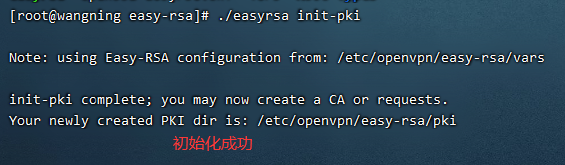 [root@wangning easy-rsa]# ./easyrsa init-pki
Note: using Easy-RSA configuration from: /etc/openvpn/easy-rsa/vars
init-pki complete; you may now create a CA or requests.
Your newly created PKI dir is: /etc/openvpn/easy-rsa/pki
初始化成功